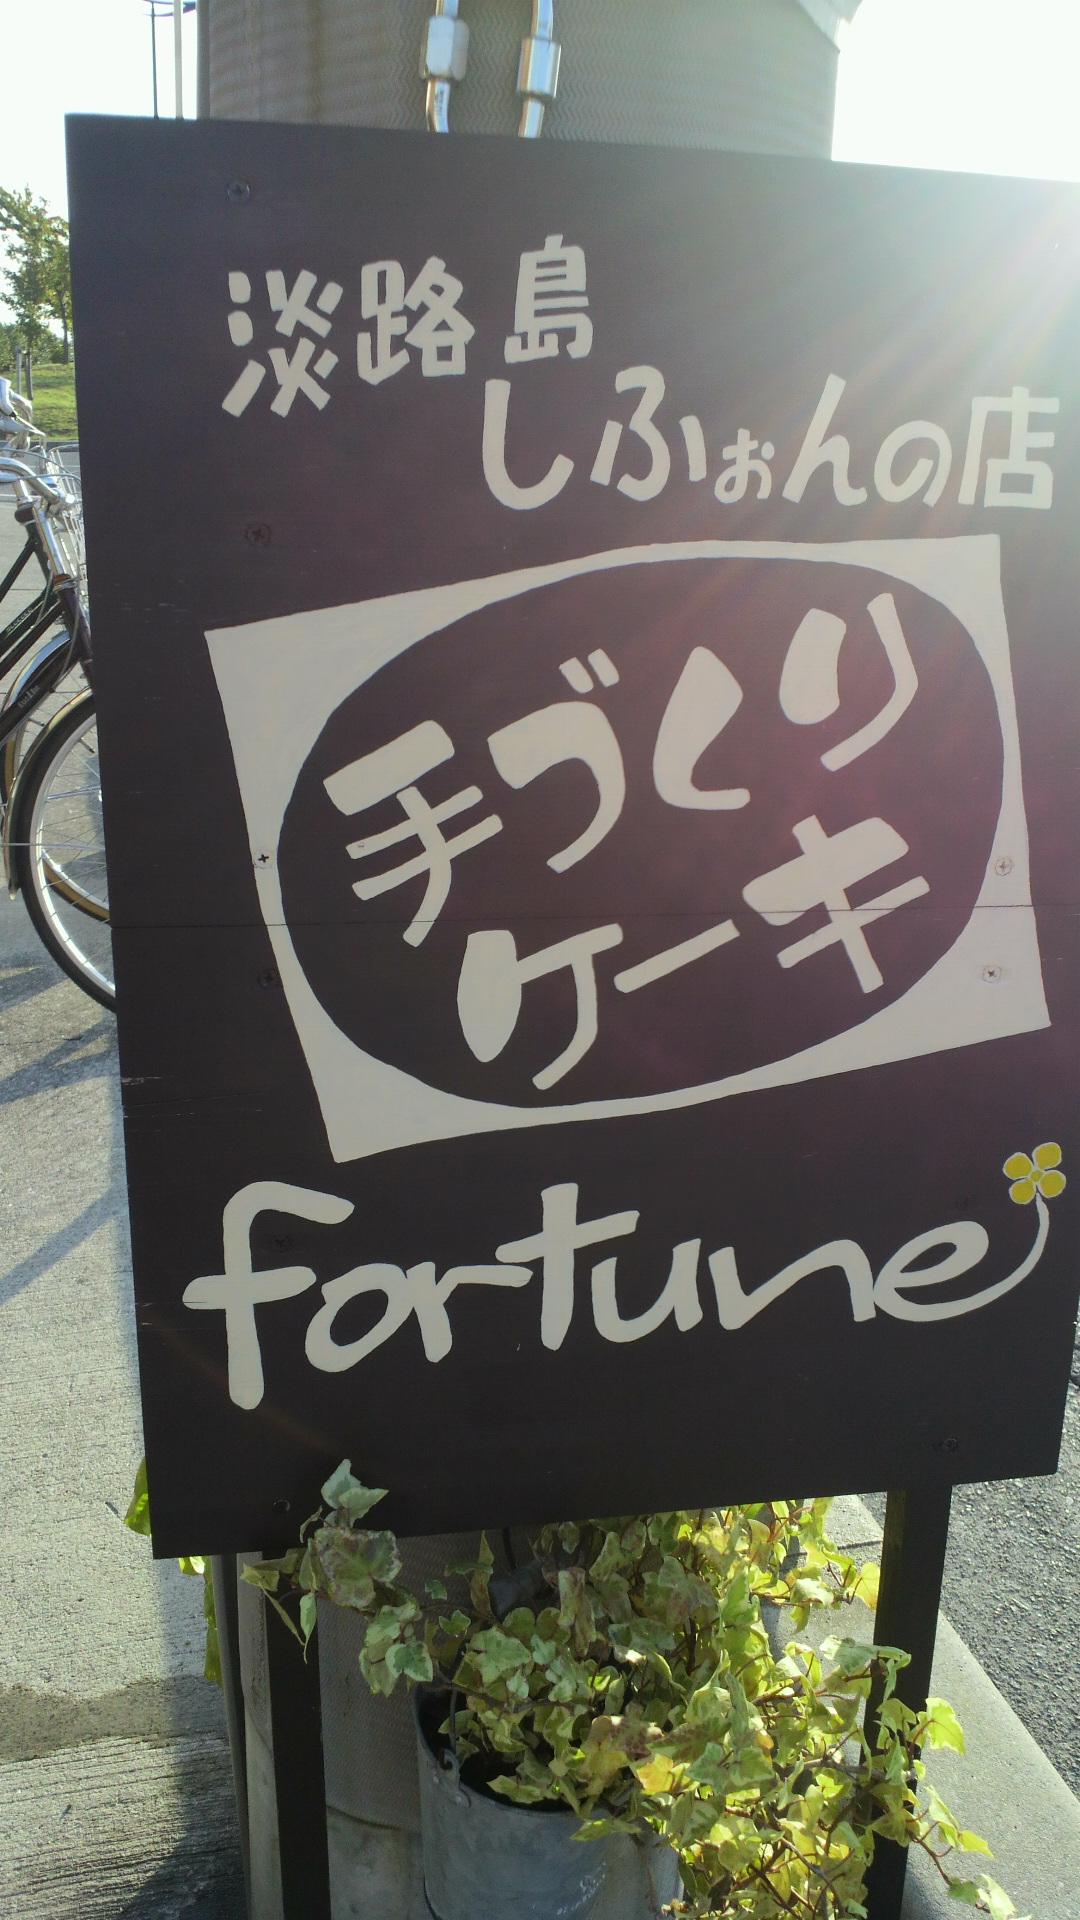 淡路島
しふぉんの店
手づくり
ケーキ
fortune